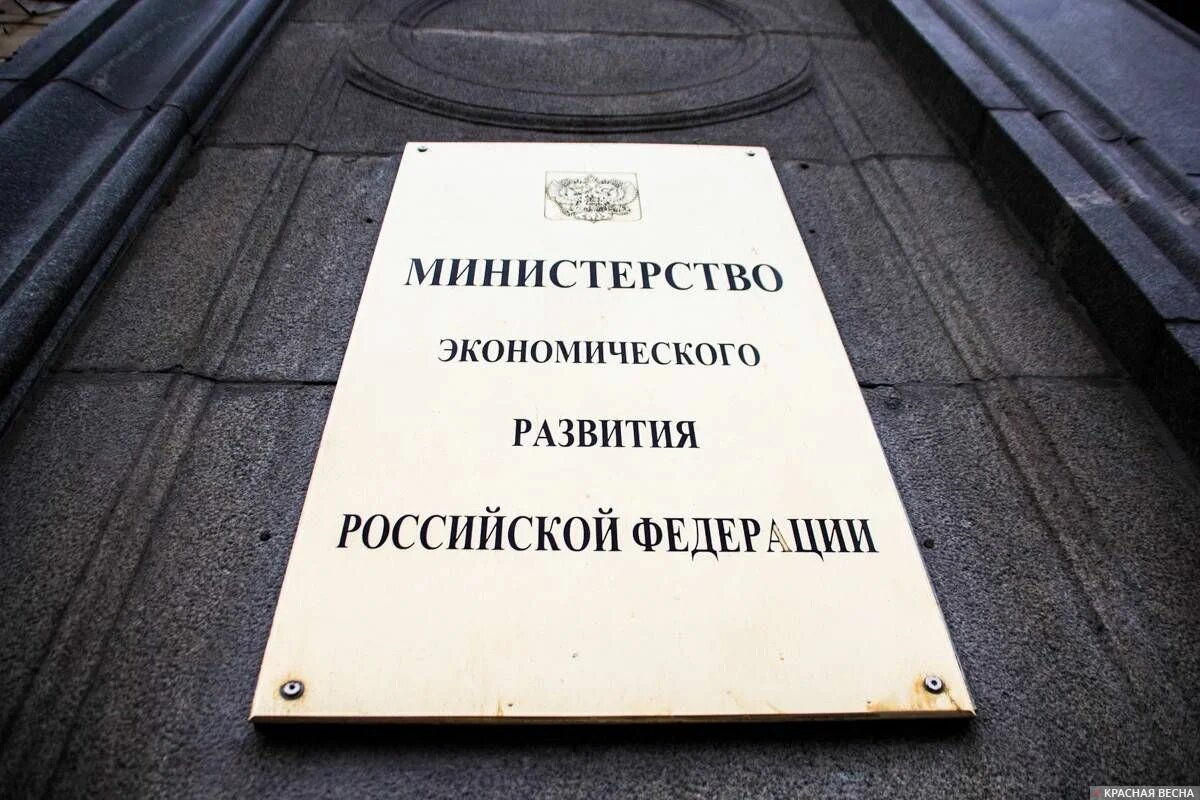 МИНИСТЕРСТВО
ЭКОНОМИЧЕСКОГО
РАЗВИТИЯ
РОССИЙСКОЙ ФЕДЕРАЦИИ
КРАСНАЯ ВЕСНА